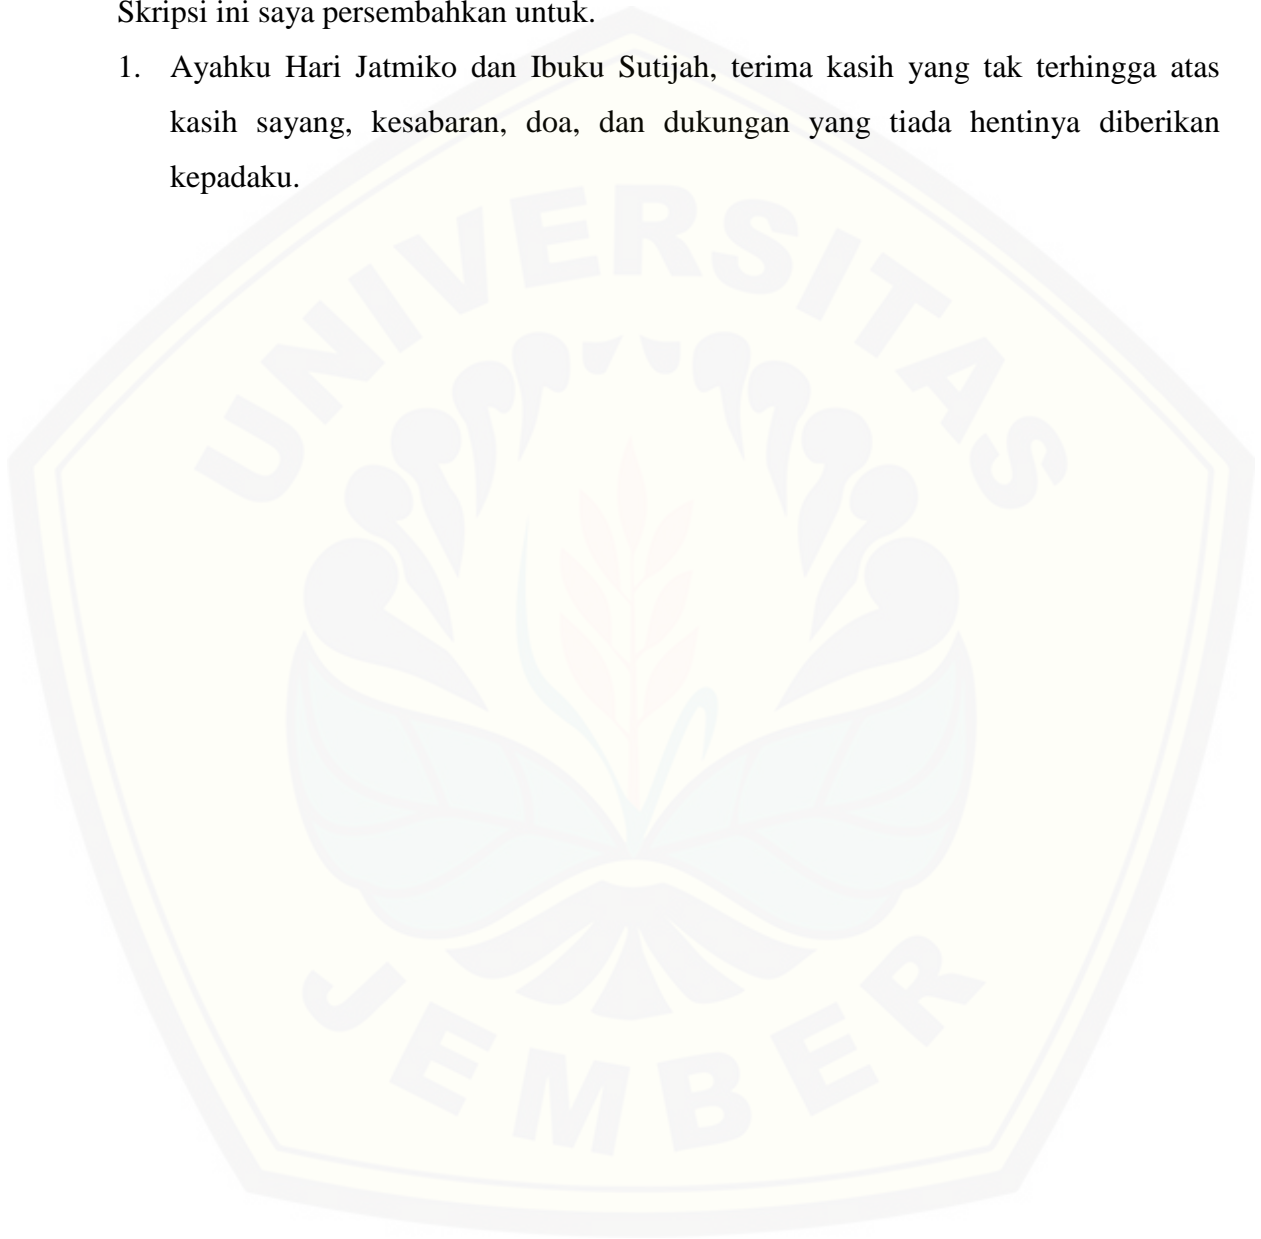 Skripsi ini saya persembahkan untuk.
1. Ayahku Hari Jatmiko dan Ibuku Sutijah, terima kasih yang tak terhingga atas
kasih sayang, kesabaran, doa, dan dukungan yang tiada hentinya diberikan
kepadaku.
UNIVERSITAS
JEMBER